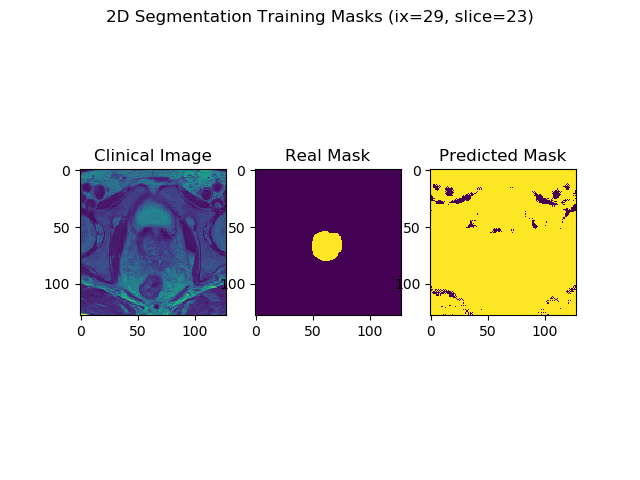 2D Segmentation Training Masks (ix=29, slice=23)
Clinical Image Real Mask Predicted Mask
0 0 0
50 50 50
100 100 100
0 50 100 0 50 100 0 50 100